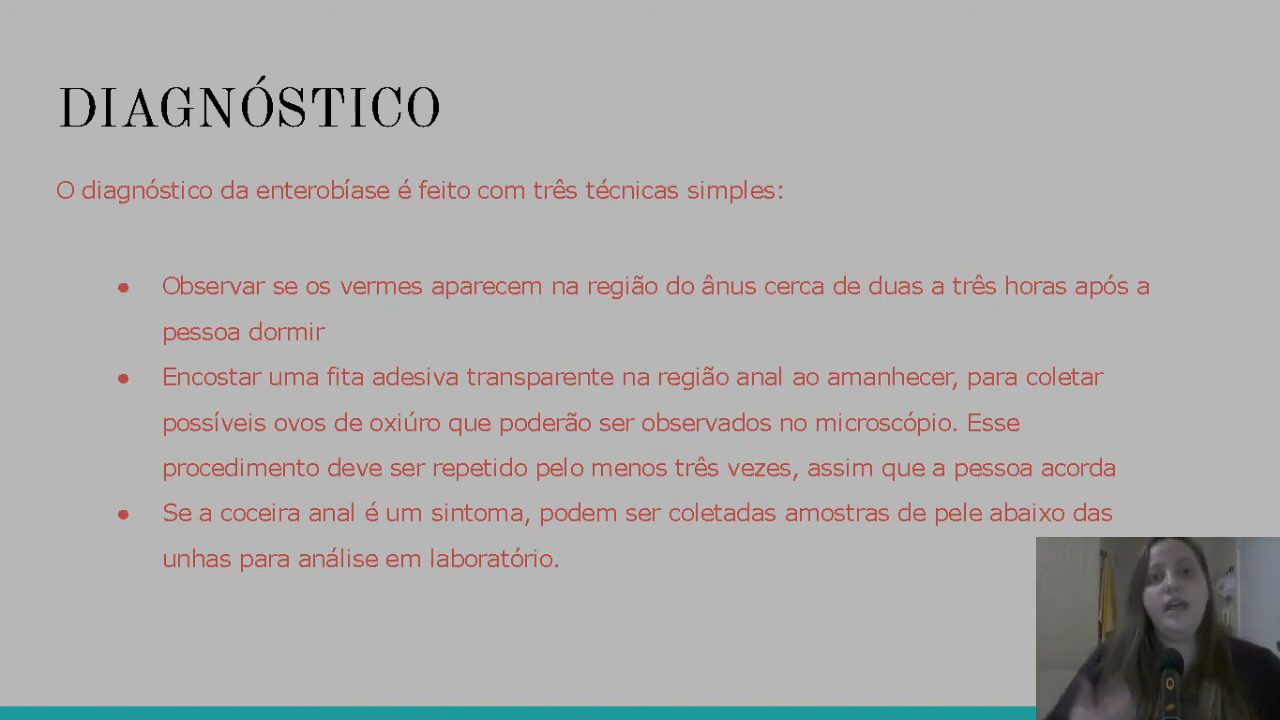 DIAGNÓSTICO
O diagnóstico da enterobíase é feito com três técnicas simples:
● Observar se os vermes aparecem na região do ânus cerca de duas a três horas após a
pessoa dormir
● Encostar uma fita adesiva transparente na região anal ao amanhecer, para coletar
possíveis ovos de oxiúro que poderão ser observados no microscópio. Esse
procedimento deve ser repetido pelo menos três vezes, assim que a pessoa acorda
● Se a coceira anal é um sintoma, podem ser coletadas amostras de pele abaixo das
unhas para análise em laboratório.